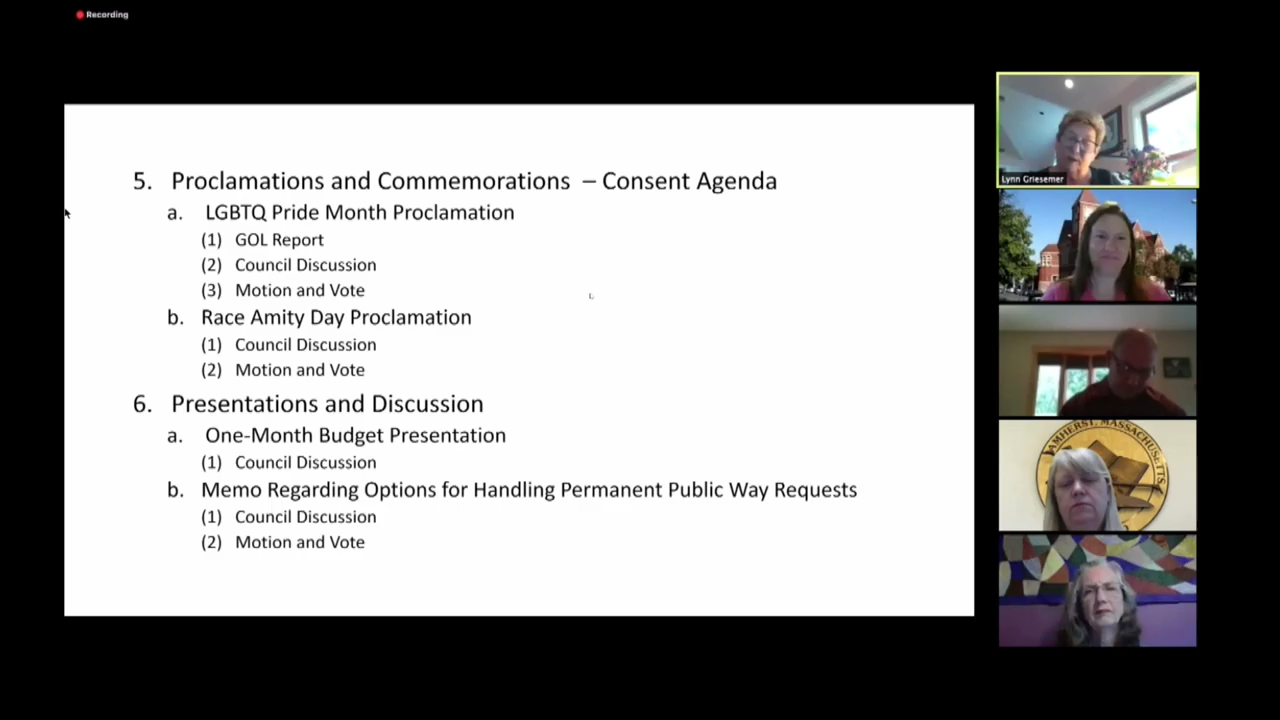 Recording
5. Proclamations and Commemorations – Consent Agenda
a. LGBTQ Pride Month Proclamation
(1) GOL Report
(2) Council Discussion
(3) Motion and Vote
b. Race Amity Day Proclamation
(1) Council Discussion
(2) Motion and Vote
6. Presentations and Discussion
a. One-Month Budget Presentation
(1) Council Discussion
b. Memo Regarding Options for Handling Permanent Public Way Requests
(1) Council Discussion
(2) Motion and Vote
Lynn Griesemer
AMHERST, MASSACHUSETTS